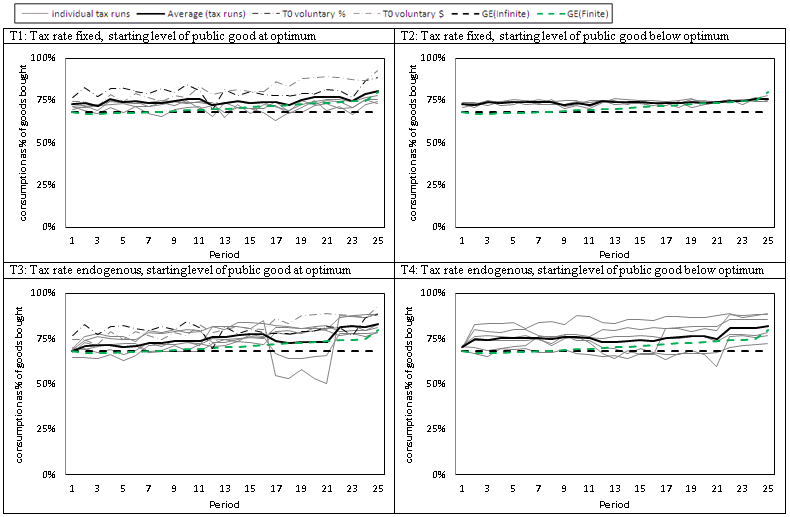 individual tax runs Average (tax runs) T0 voluntary % T0 voluntary $ GE(Infinite) GE(Finite)
T1: Tax rate fixed, starting level of public good at optimum
consumption as % of goods bought
100%
75%
50%
25%
0%
1 3 5 7 9 11 13 15 17 19 21 23 25
Period
T2: Tax rate fixed, starting level of public good below optimum
consumption as % of goods bought
100%
75%
50%
25%
0%
1 3 5 7 9 11 13 15 17 19 21 23 25
Period
T3: Tax rate endogenous, starting level of public good at optimum
consumption as % of goods bought
100%
75%
50%
25%
0%
1 3 5 7 9 11 13 15 17 19 21 23 25
Period
T4: Tax rate endogenous, starting level of public good below optimum
consumption as % of goods bought
100%
75%
50%
25%
0%
1 3 5 7 9 11 13 15 17 19 21 23 25
Period